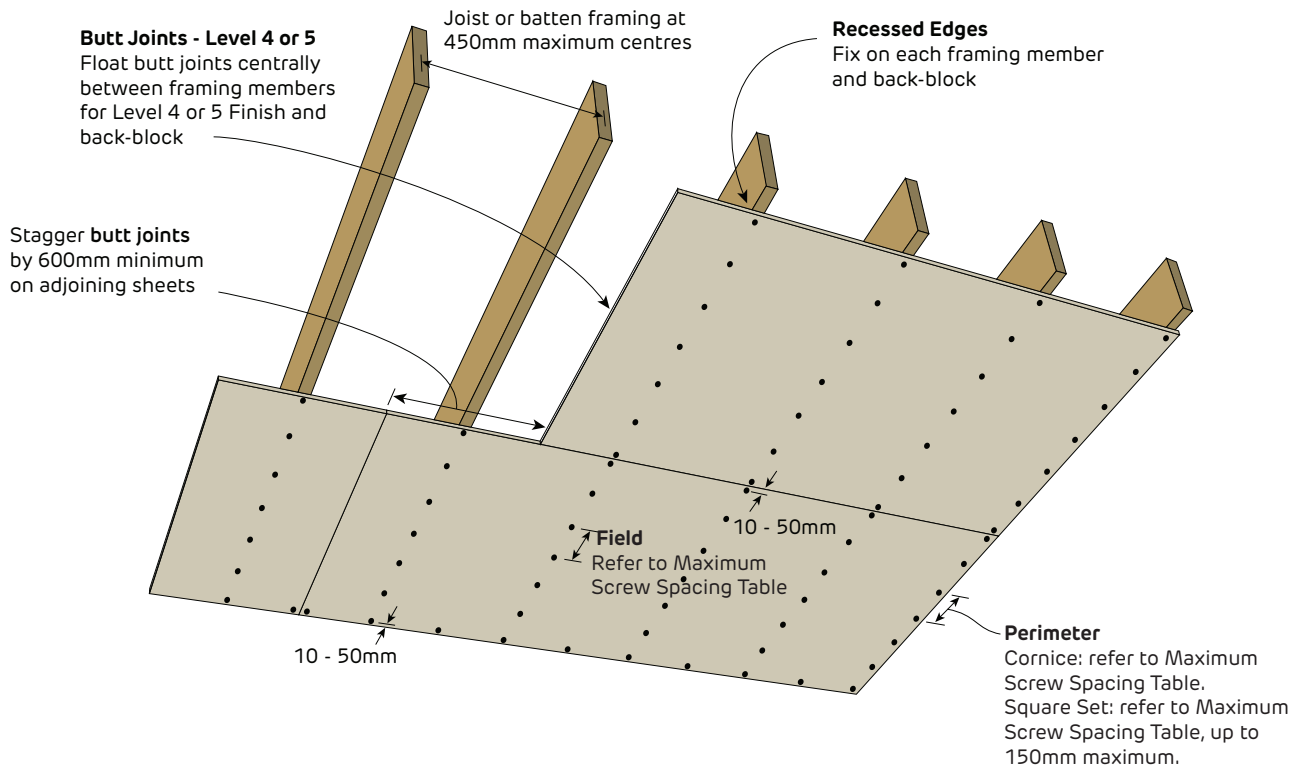 Butt Joints - Level 4 or 5
Float butt joints centrally
between framing members
for Level 4 or 5 Finish and
back-block
Joist or batten framing at
450mm maximum centres
Recessed Edges
Fix on each framing member
and back-block
Stagger butt joints
by 600mm minimum
on adjoining sheets
10 - 50mm
Field
Refer to Maximum
Screw Spacing Table
10 - 50mm
Perimeter
Cornice: refer to Maximum
Screw Spacing Table.
Square Set: refer to Maximum
Screw Spacing Table, up to
150mm maximum.